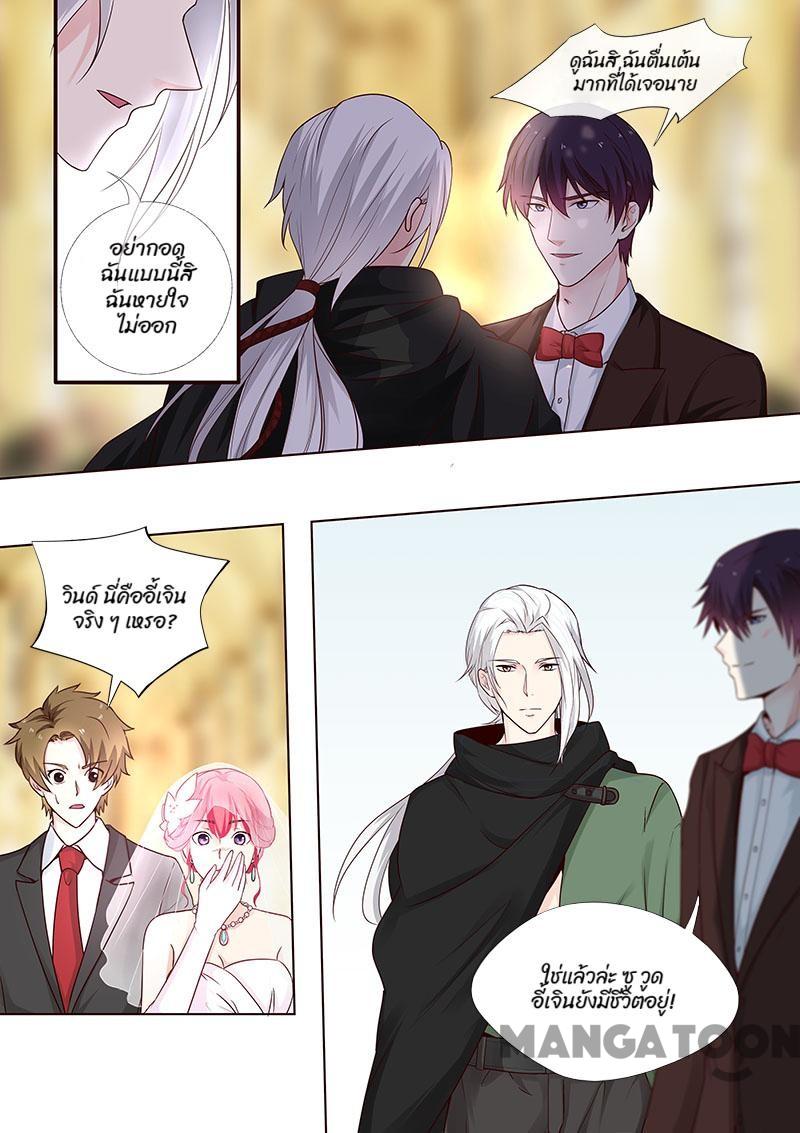 อย่ากอด
ฉันแบบนี้สิ
ฉันหายใจ
ไม่ออก
ดูฉันสิ ฉันตื่นเต้น
มากที่ได้เจอนาย
วินด์ นี่คืออี้เจิน
จริง ๆ เหรอ?
ใช่แล้วล่ะ ซู วูด
อี้เจินยังมีชีวิตอยู่!
MANGATOON